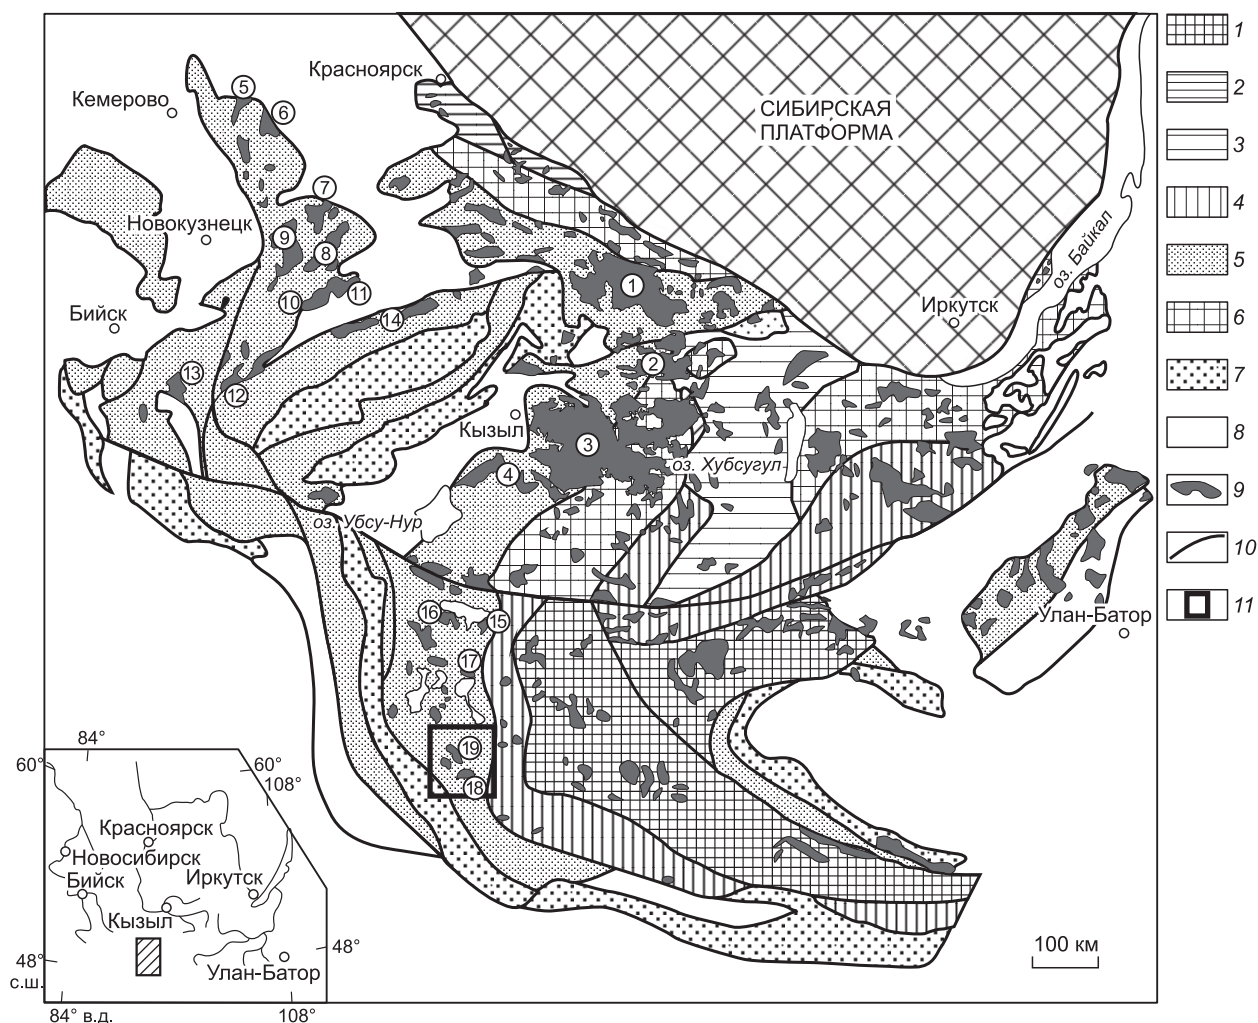 Красноярск
Кемерово
СИБИРСКАЯ
ПЛАТФОРМА
Новокузнецк
Бийск
оз. Байкал
Иркутск
Кызыл
оз. Хубсугул
оз. Убсу-Нур
Улан-Батор
5
6
7
9
8
10
11
14
13
12
1
2
3
4
16
15
17
19
18
100 км
1
2
3
4
5
6
7
8
9
10
11
84°
60°
60°
108°
Красноярск
Новосибирск
Бийск
Иркутск
Кызыл
48°
48°
с.ш.
Улан-Батор
84° в.д.
108°